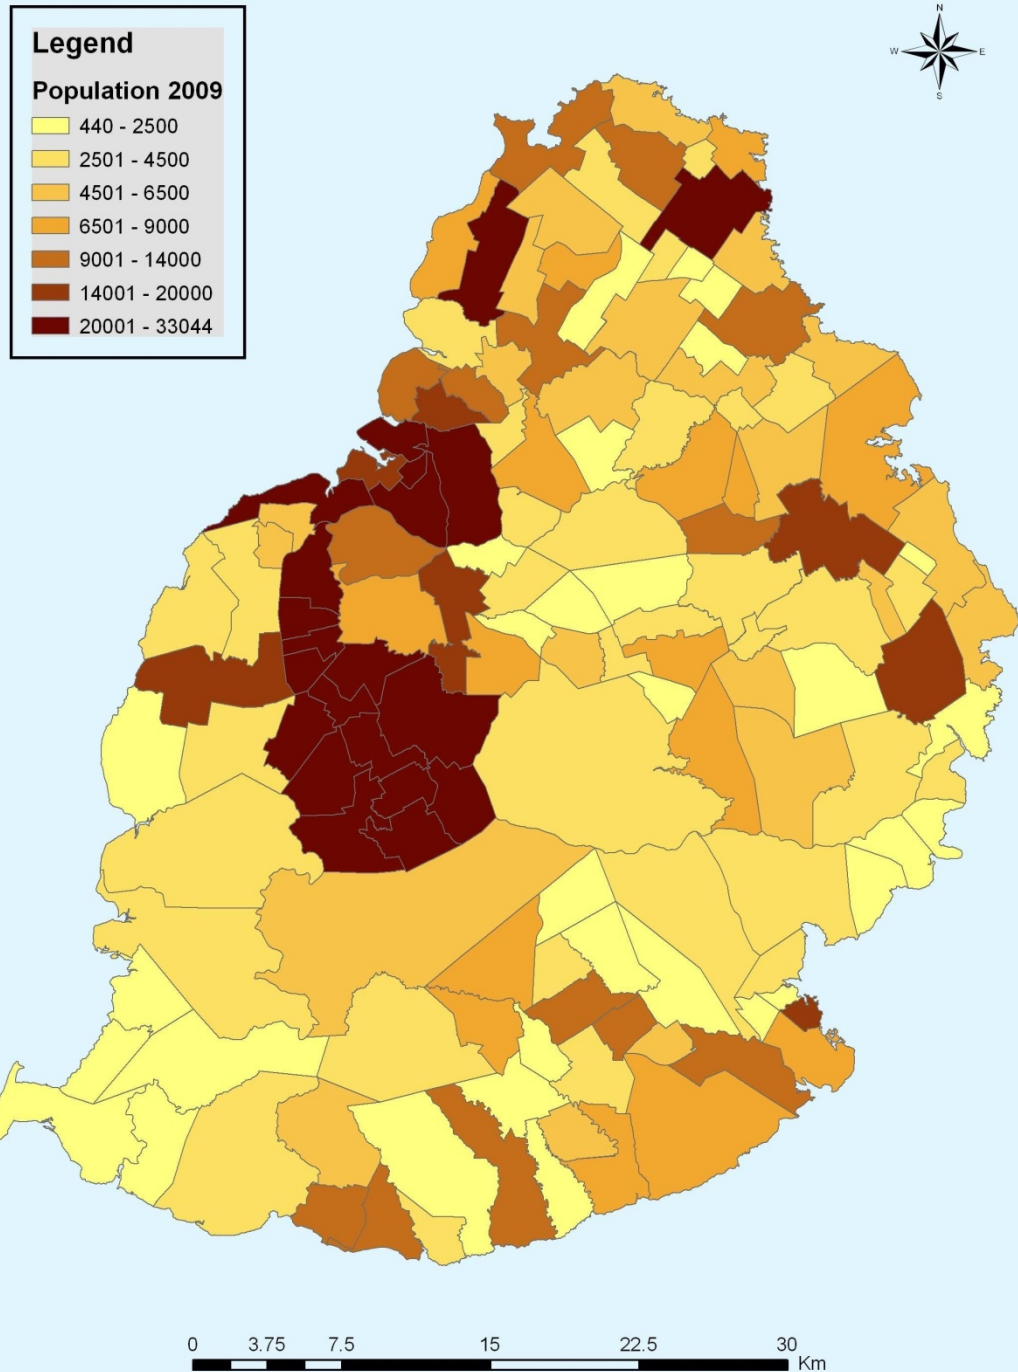 Legend
Population 2009
440 - 2500
2501 - 4500
4501 - 6500
6501 - 9000
9001 - 14000
14001 - 20000
20001 - 33044
N
W E
S
0 3.75 7.5 15 22.5 30
Km